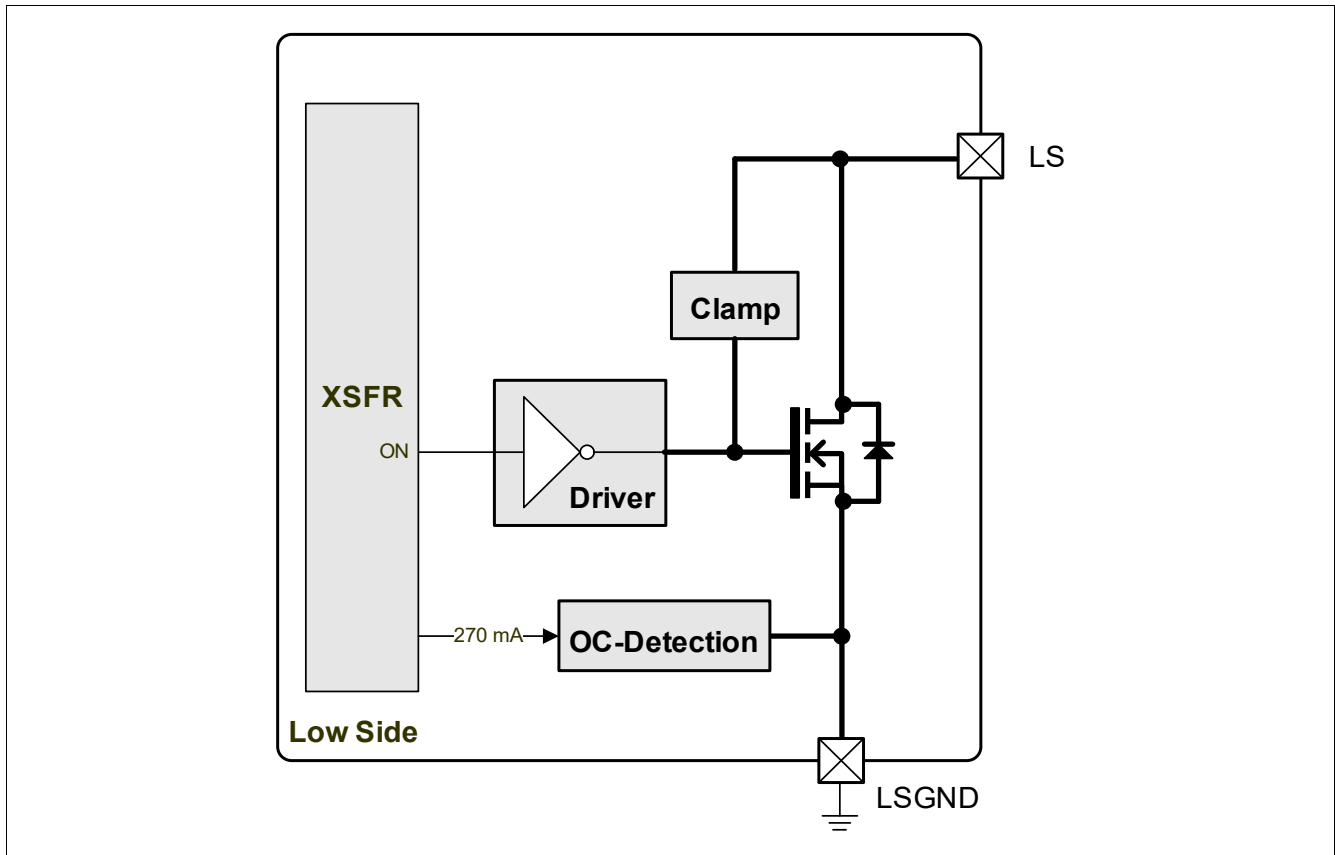 LS
Clamp
XSFR
ON
Driver
270 mA
OC-Detection
Low Side
LSGND